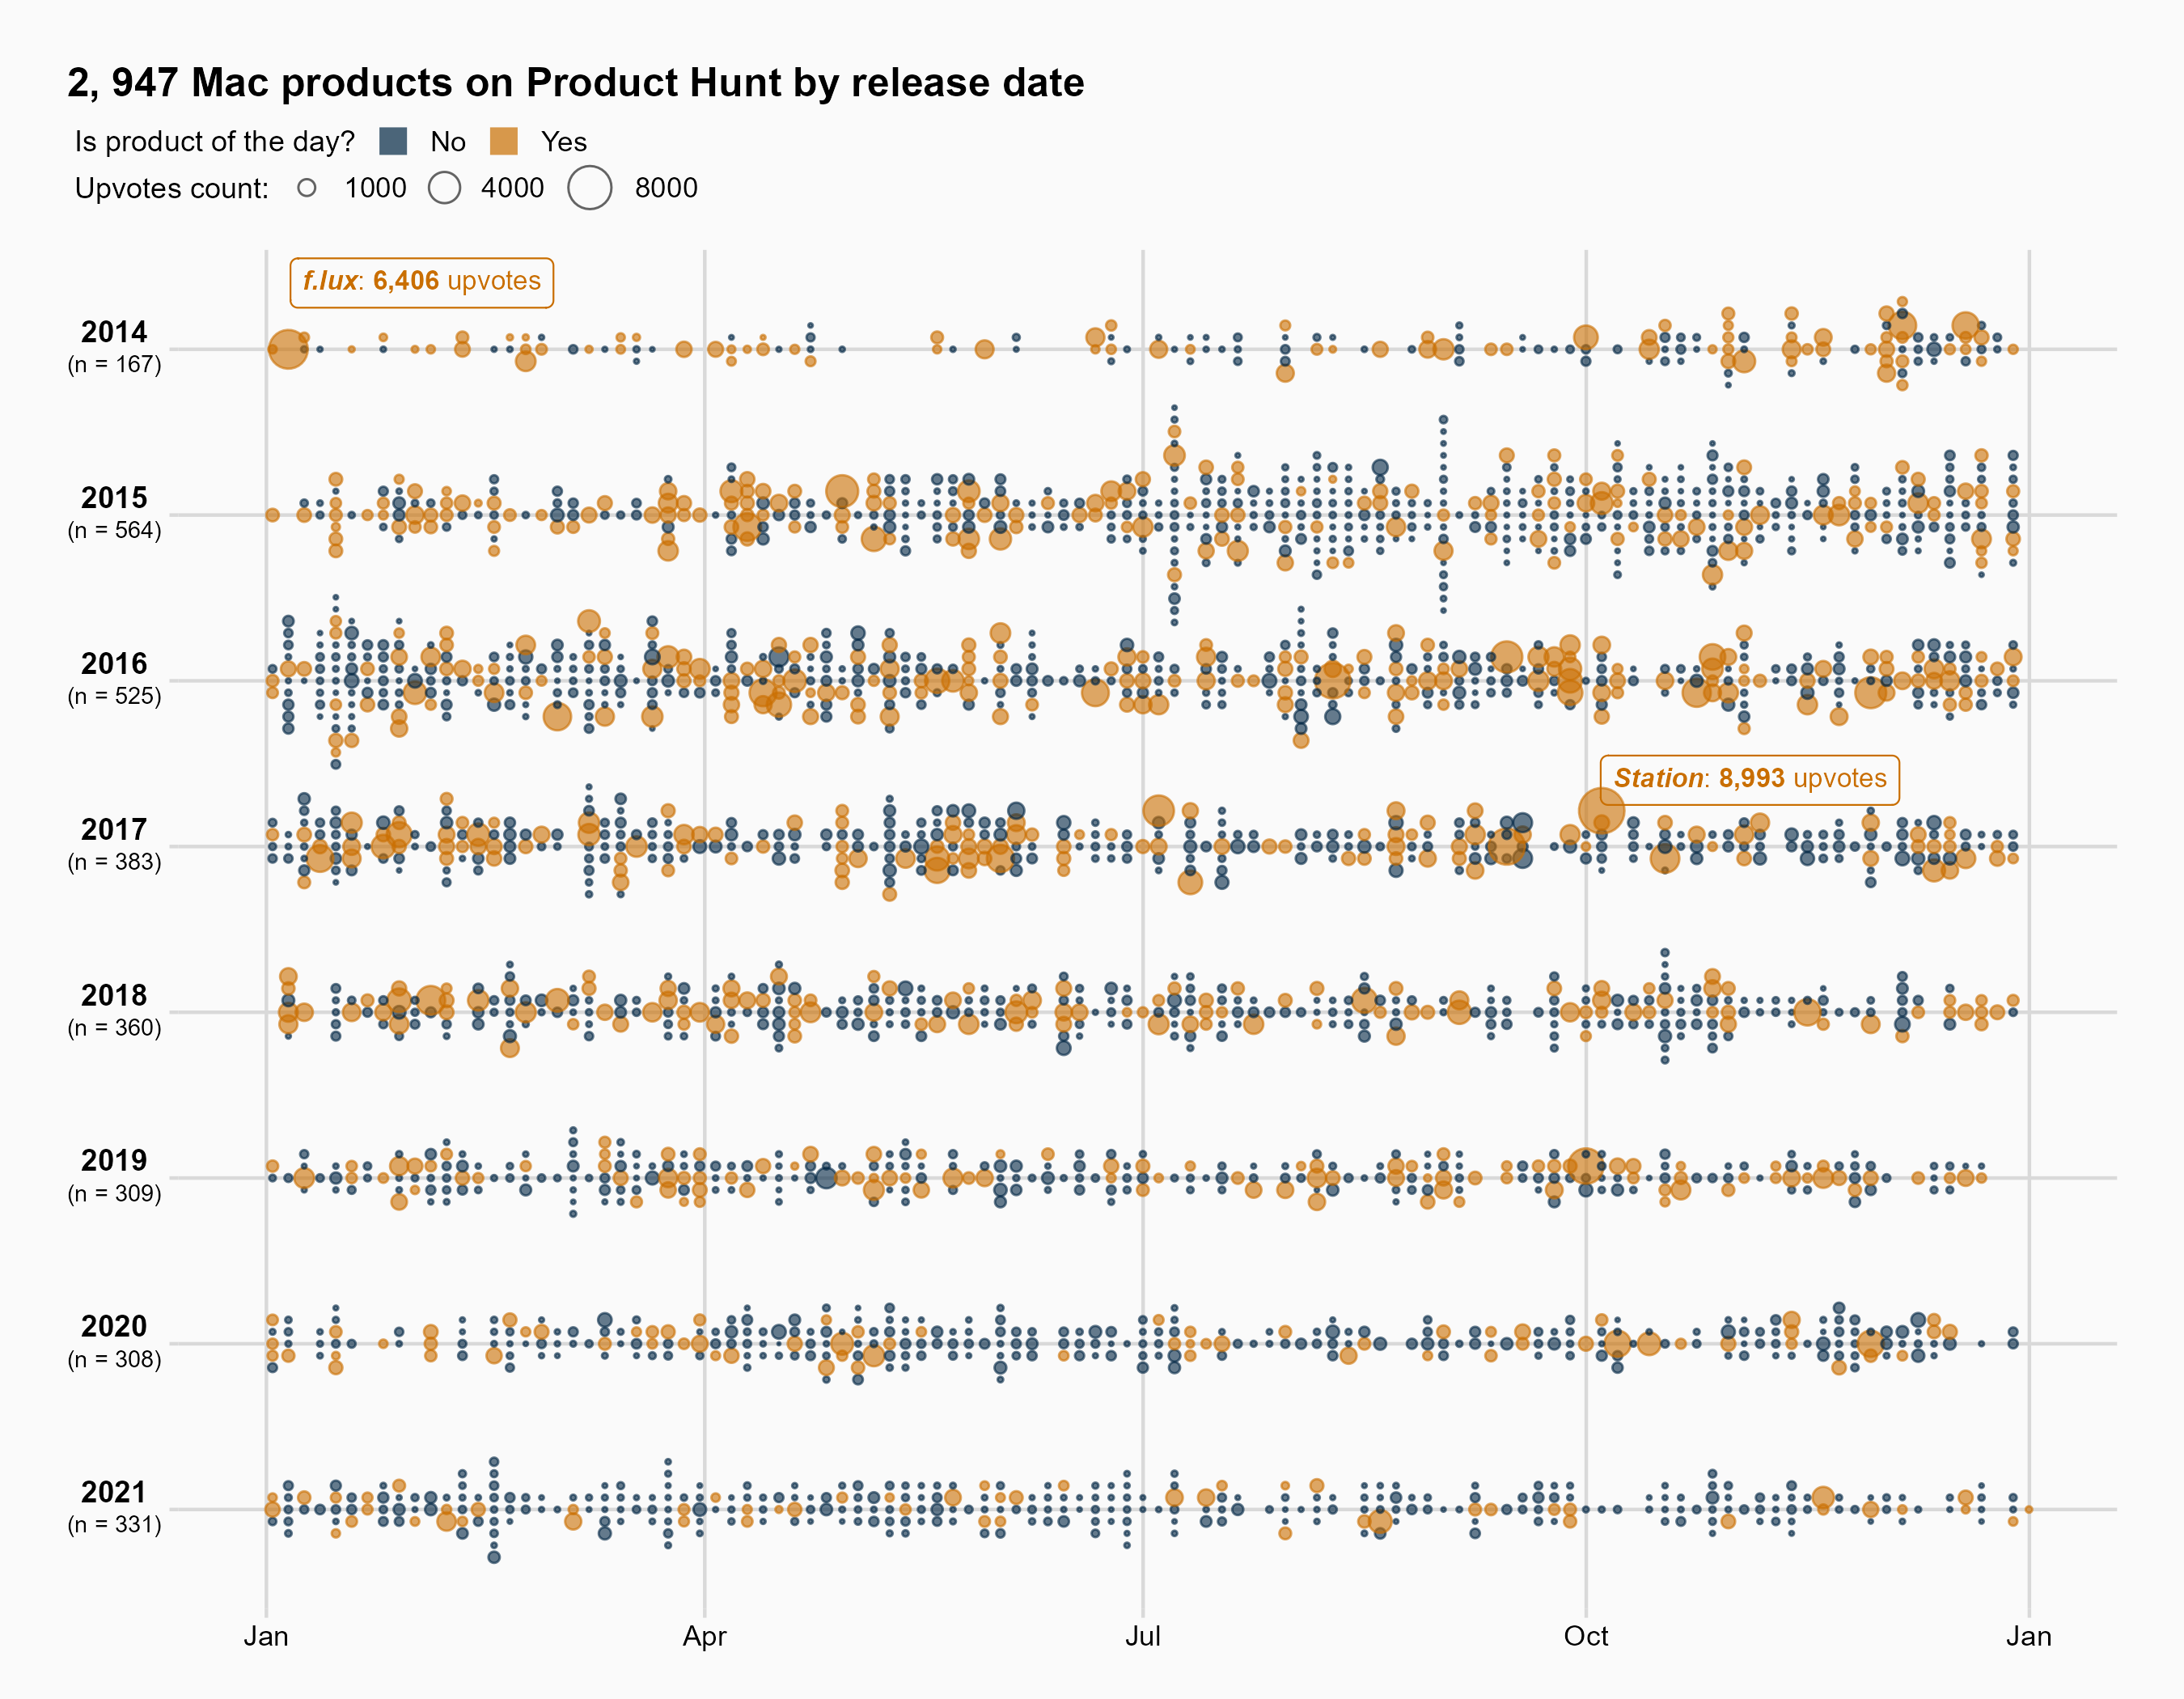 2, 947 Mac products on Product Hunt by release date
Is product of the day? No Yes
Upvotes count: 1000 4000 8000
f.lux: 6,406 upvotes
2014
(n = 167)
2015
(n = 564)
2016
(n = 525)
Station: 8,993 upvotes
2017
(n = 383)
2018
(n = 360)
2019
(n = 309)
2020
(n = 308)
2021
(n = 331)
Jan Apr Jul Oct Jan